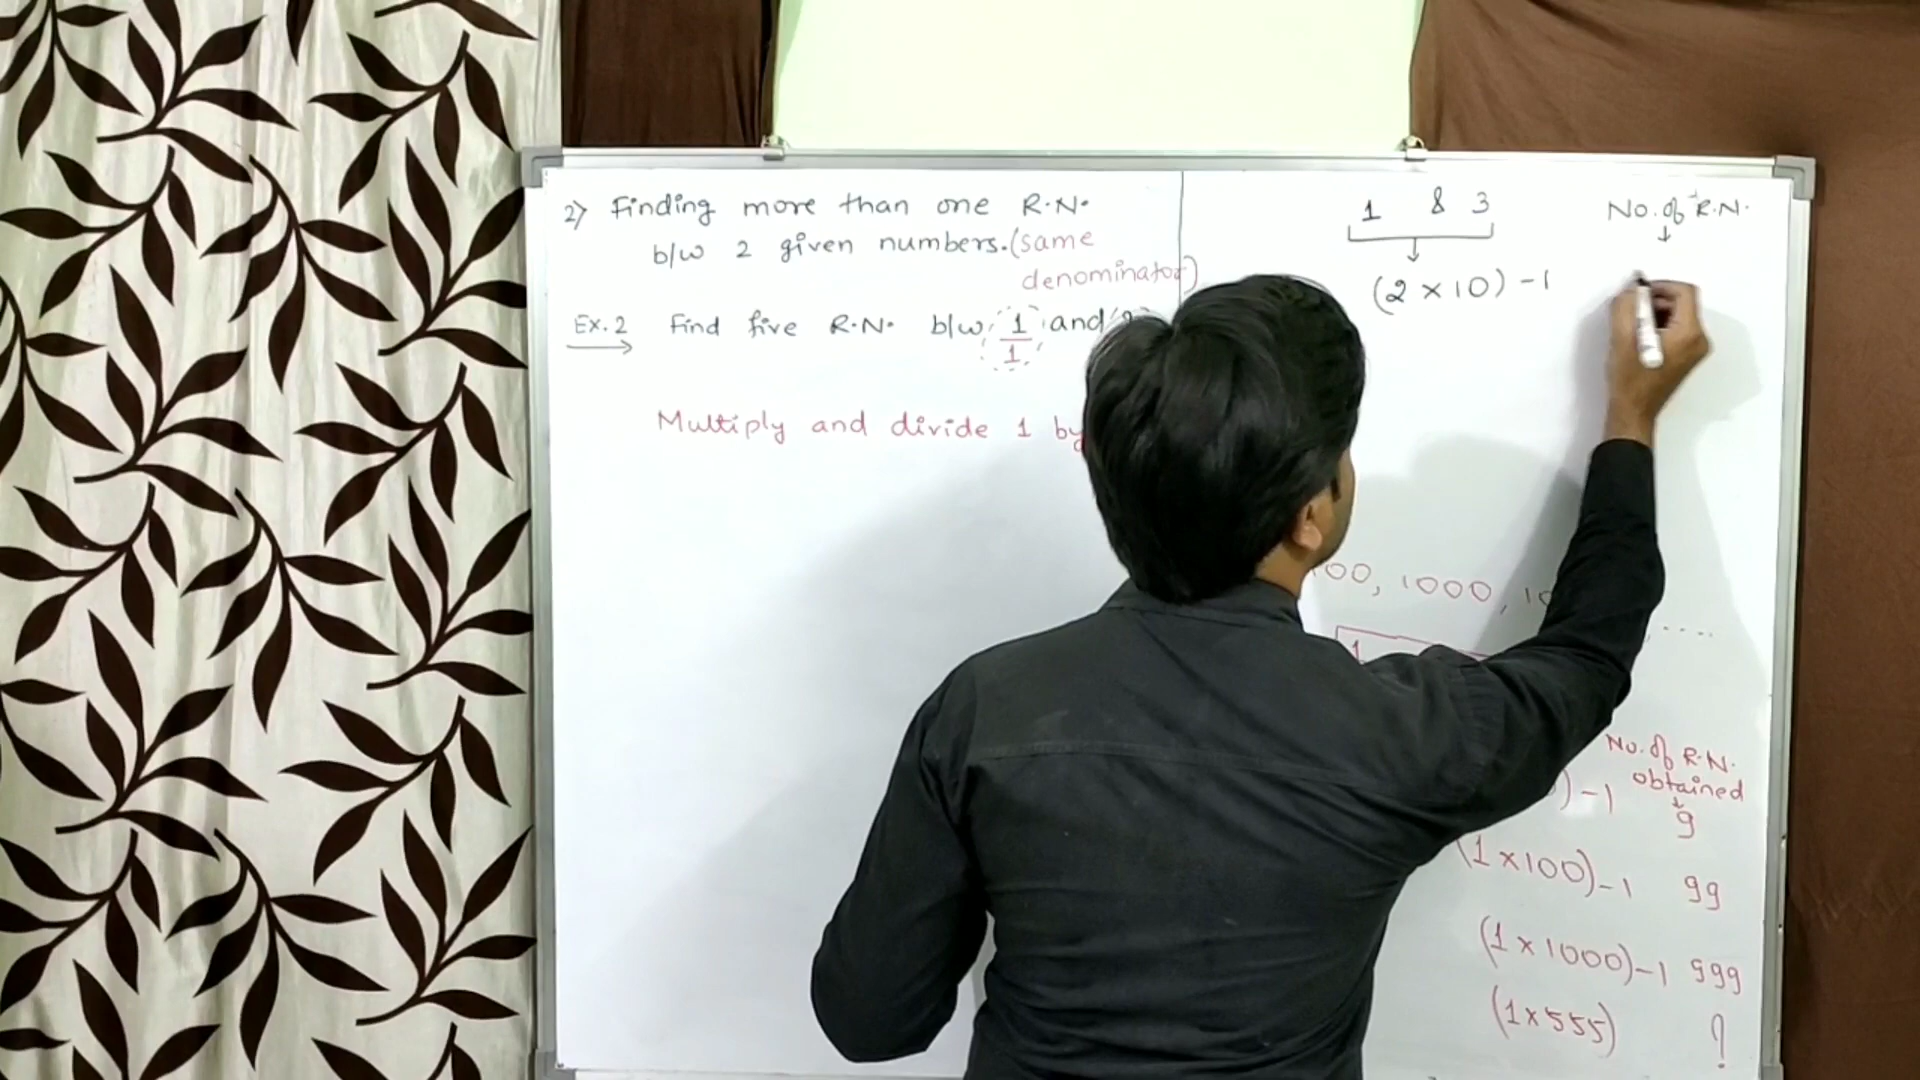 2) Finding more than one R.N.
b/w 2 given numbers. (same
denominator)
Ex. 2 Find five R.N. b/w 1/1 and
Multiply and divide 1 by
1 & 3
No. of R.N.
↓
(2 × 10) - 1
100, 1000,
....
1
No. of R.N.
obtained
) - 1 9
(1 × 100) - 1 99
(1 × 1000) - 1 999
(1 × 555) ?